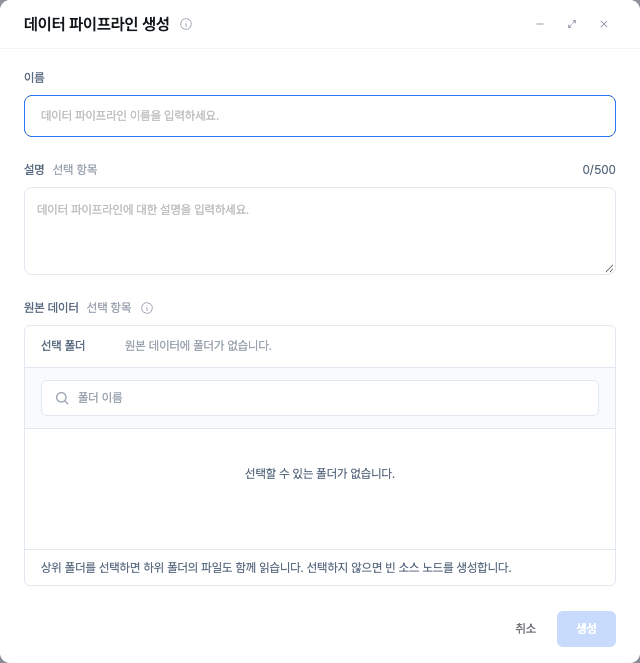 데이터 파이프라인 생성
이름
데이터 파이프라인 이름을 입력하세요.
설명 선택 항목 0/500
데이터 파이프라인에 대한 설명을 입력하세요.
원본 데이터 선택 항목
선택 폴더 원본 데이터에 폴더가 없습니다.
폴더 이름
선택할 수 있는 폴더가 없습니다.
상위 폴더를 선택하면 하위 폴더의 파일도 함께 읽습니다. 선택하지 않으면 빈 소스 노드를 생성합니다.
취소 생성